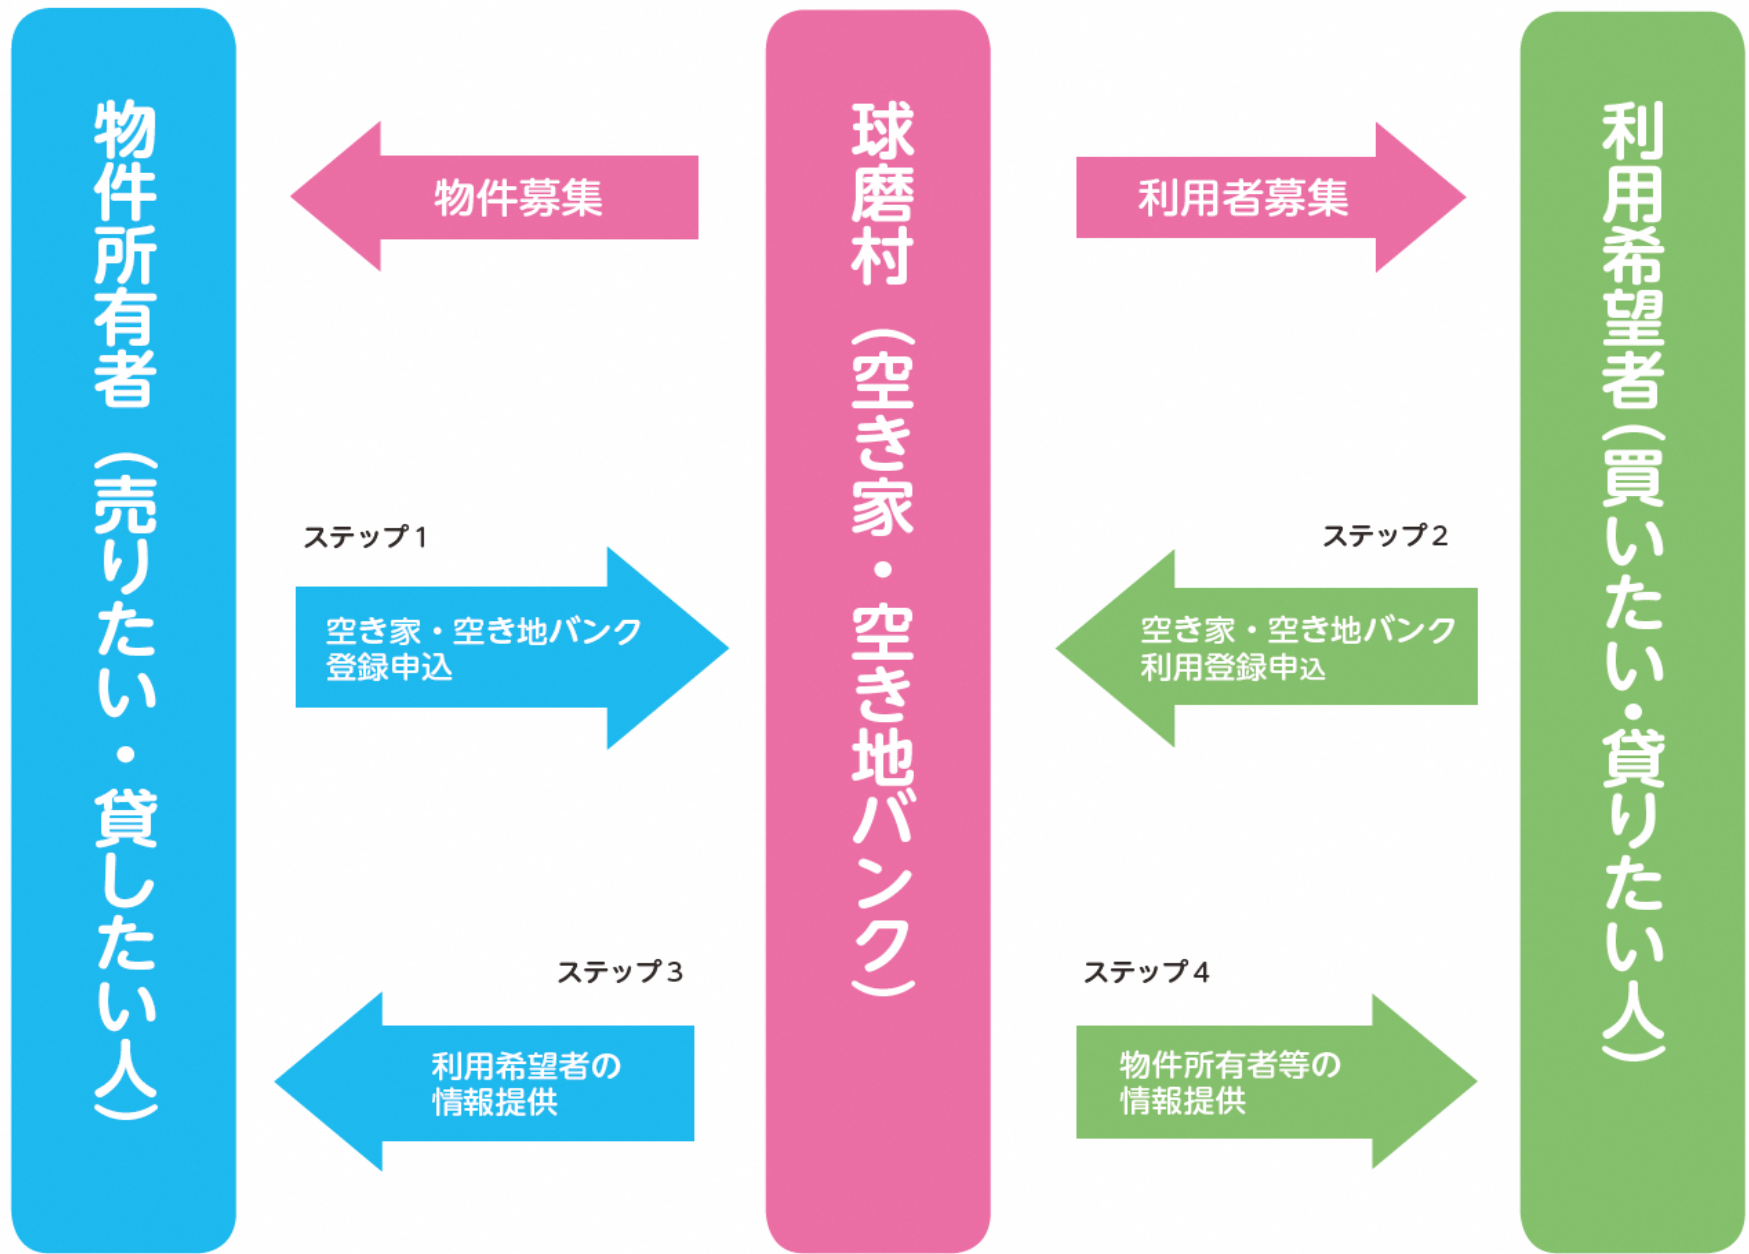 物件所有者（売りたい・貸したい人）
物件募集
ステップ1
空き家・空き地バンク
登録申込
ステップ3
利用希望者の
情報提供
球磨村（空き家・空き地バンク）
利用者募集
ステップ2
空き家・空き地バンク
利用登録申込
ステップ4
物件所有者等の
情報提供
利用希望者（買いたい・貸りたい人）